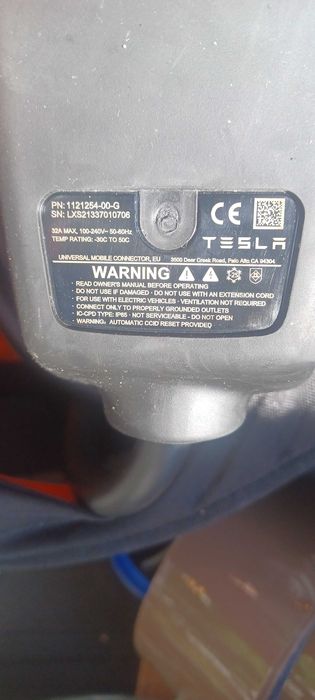 PN: 1121254-00-G
SN: LXS21337010706
CE
32A MAX, 100-240V~ 50-60Hz
TEMP RATING: -30C TO 50C
TESLA
UNIVERSAL MOBILE CONNECTOR, EU
3500 Deer Creek Road, Palo Alto CA 94304
WARNING
· READ OWNER'S MANUAL BEFORE OPERATING
· DO NOT USE IF DAMAGED · DO NOT USE WITH AN EXTENSION CORD
· FOR USE WITH ELECTRIC VEHICLES · VENTILATION NOT REQUIRED
· CONNECT ONLY TO PROPERLY GROUNDED OUTLETS
· IC-CPD TYPE: IP65 · NOT SERVICEABLE - DO NOT OPEN
· WARNING: AUTOMATIC CCID RESET PROVIDED